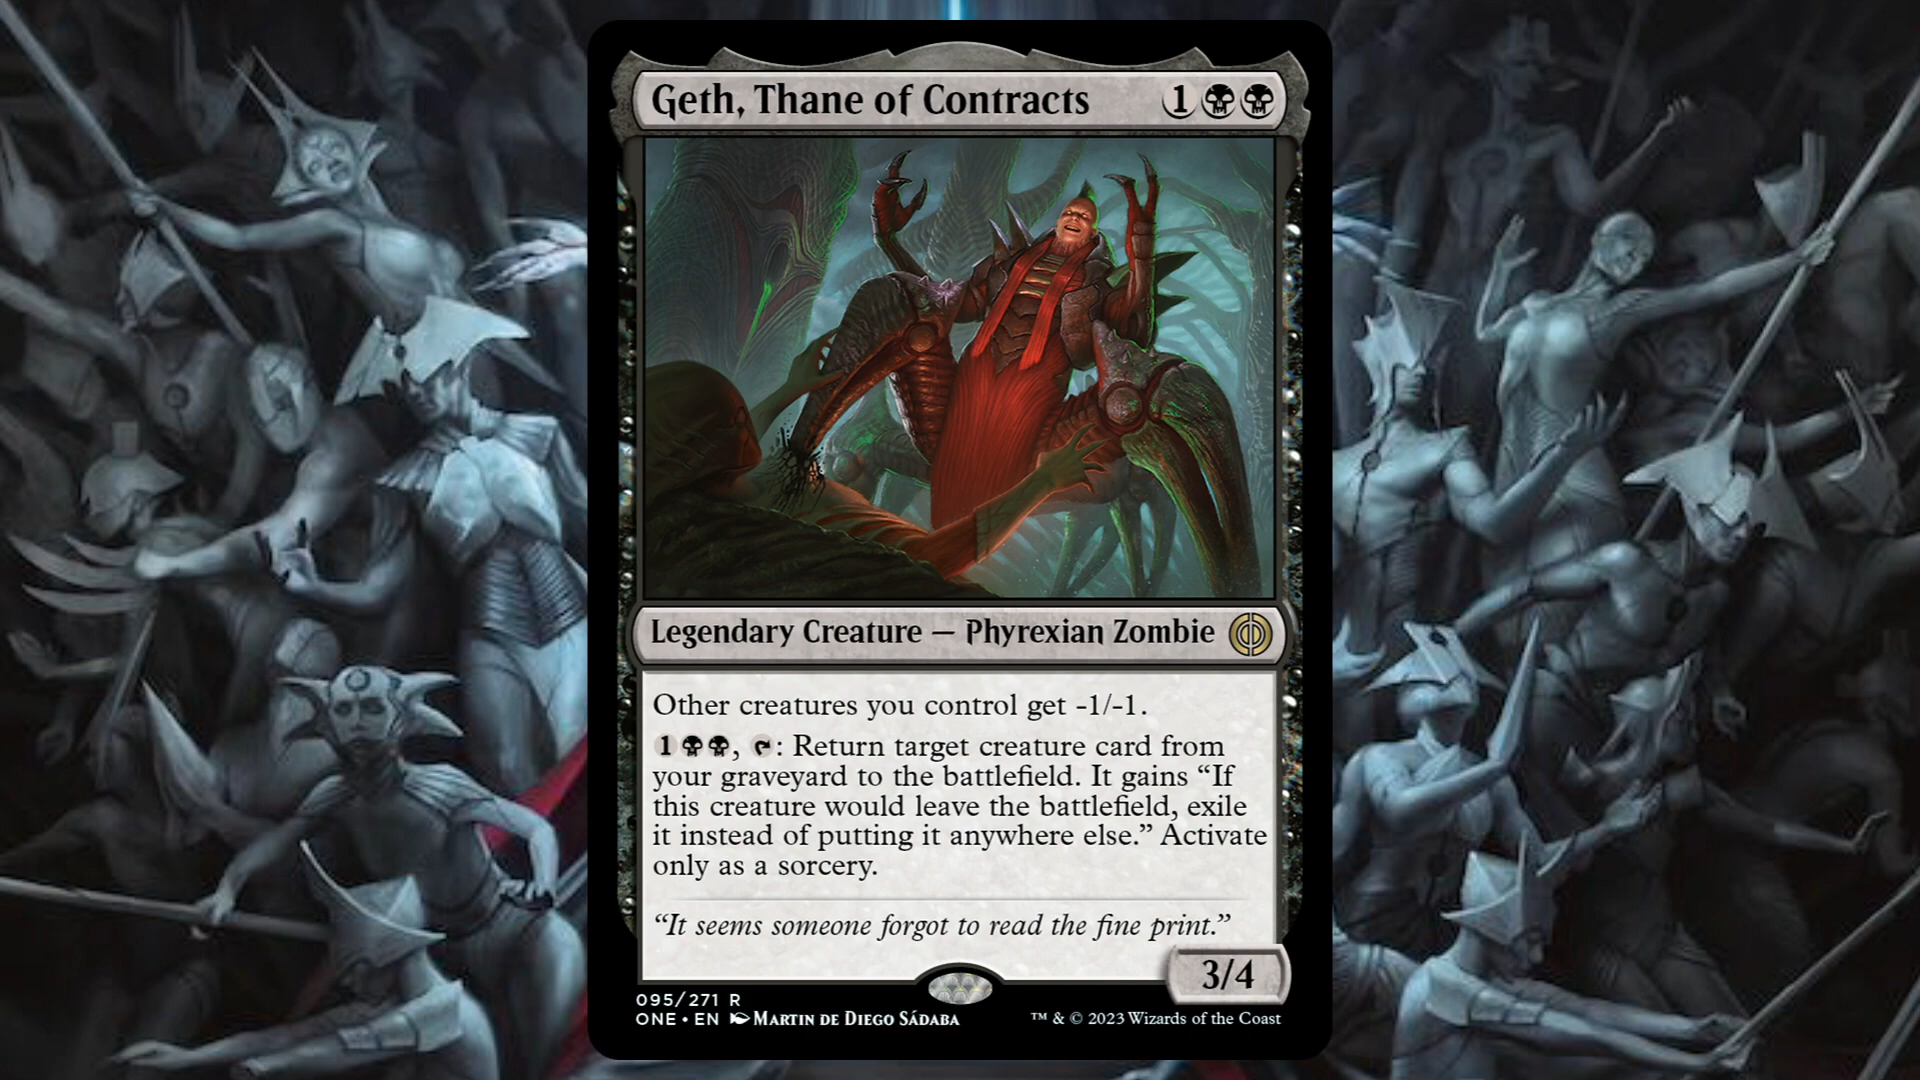 Geth, Thane of Contracts 1
Legendary Creature — Phyrexian Zombie
Other creatures you control get -1/-1.
1, : Return target creature card from
your graveyard to the battlefield. It gains “If
this creature would leave the battlefield, exile
it instead of putting it anywhere else.” Activate
only as a sorcery.
“It seems someone forgot to read the fine print.”
3/4
095/271 R
ONE • EN Martin de Diego Sádaba
™ & © 2023 Wizards of the Coast